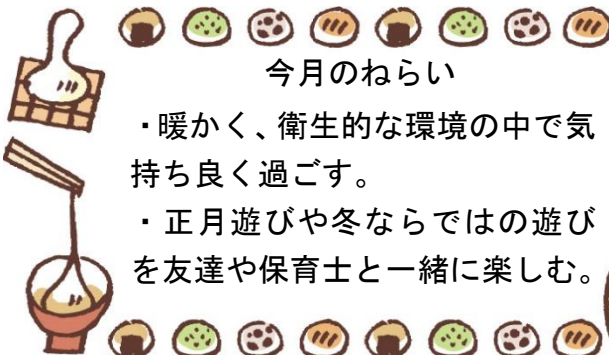 今月のねらい
・暖かく、衛生的な環境の中で気
持ち良く過ごす。
・正月遊びや冬ならではの遊び
を友達や保育士と一緒に楽しむ。